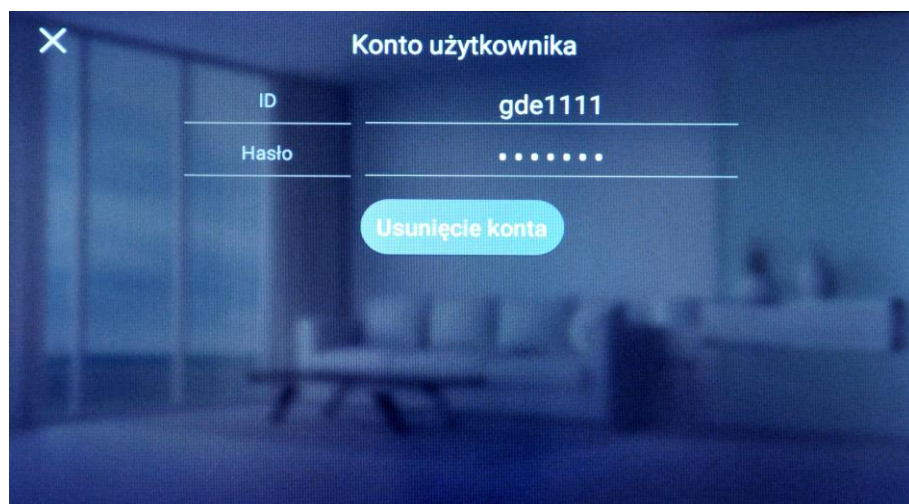 Konto użytkownika
ID gde1111
Hasło •••••••
Usunięcie konta